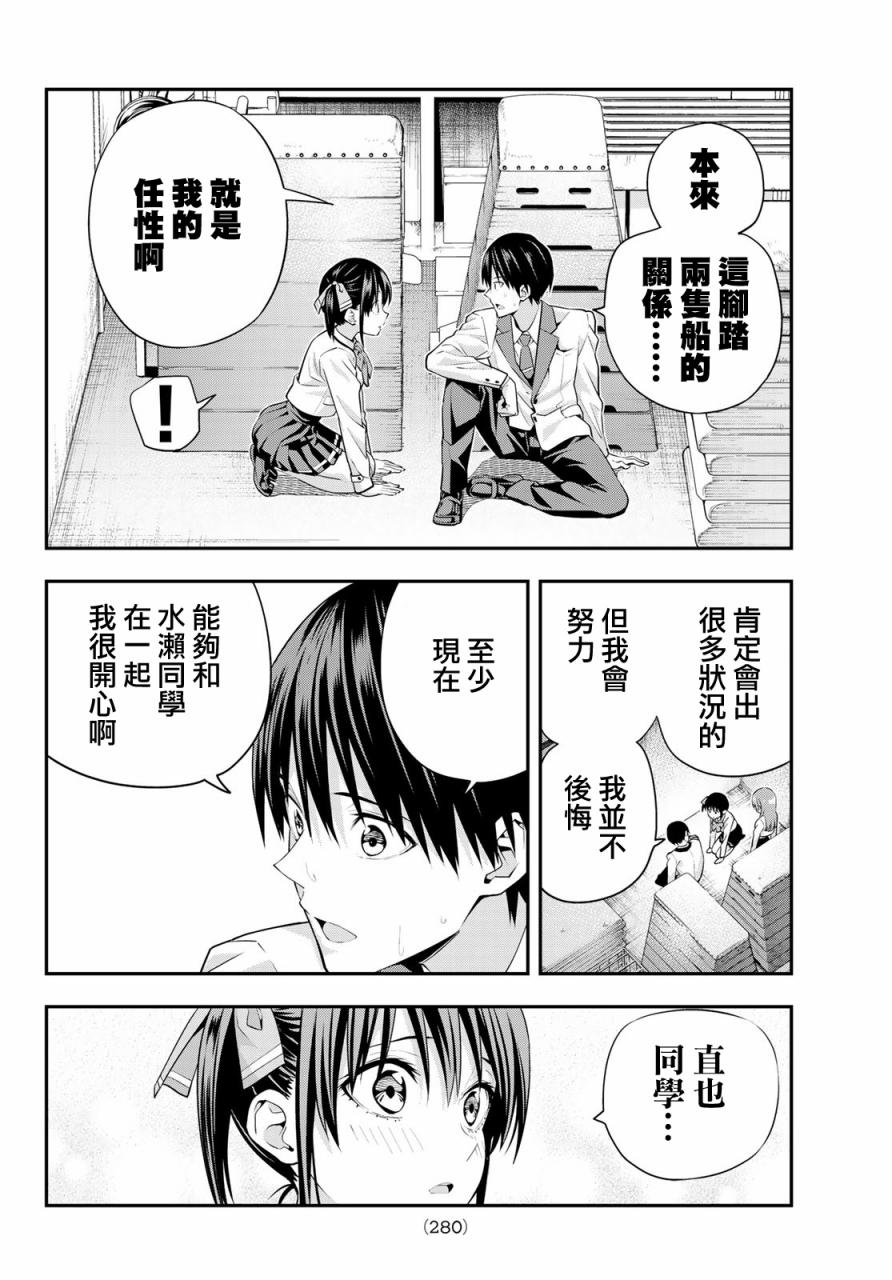 本來
這腳踏
兩隻船的
關係……
就是
我的
任性啊
!
肯定會出
很多狀況的
但我會
努力
我並不
後悔
至少
現在
能夠和
水瀨同學
在一起
我很開心啊
直也
同學…
(280)